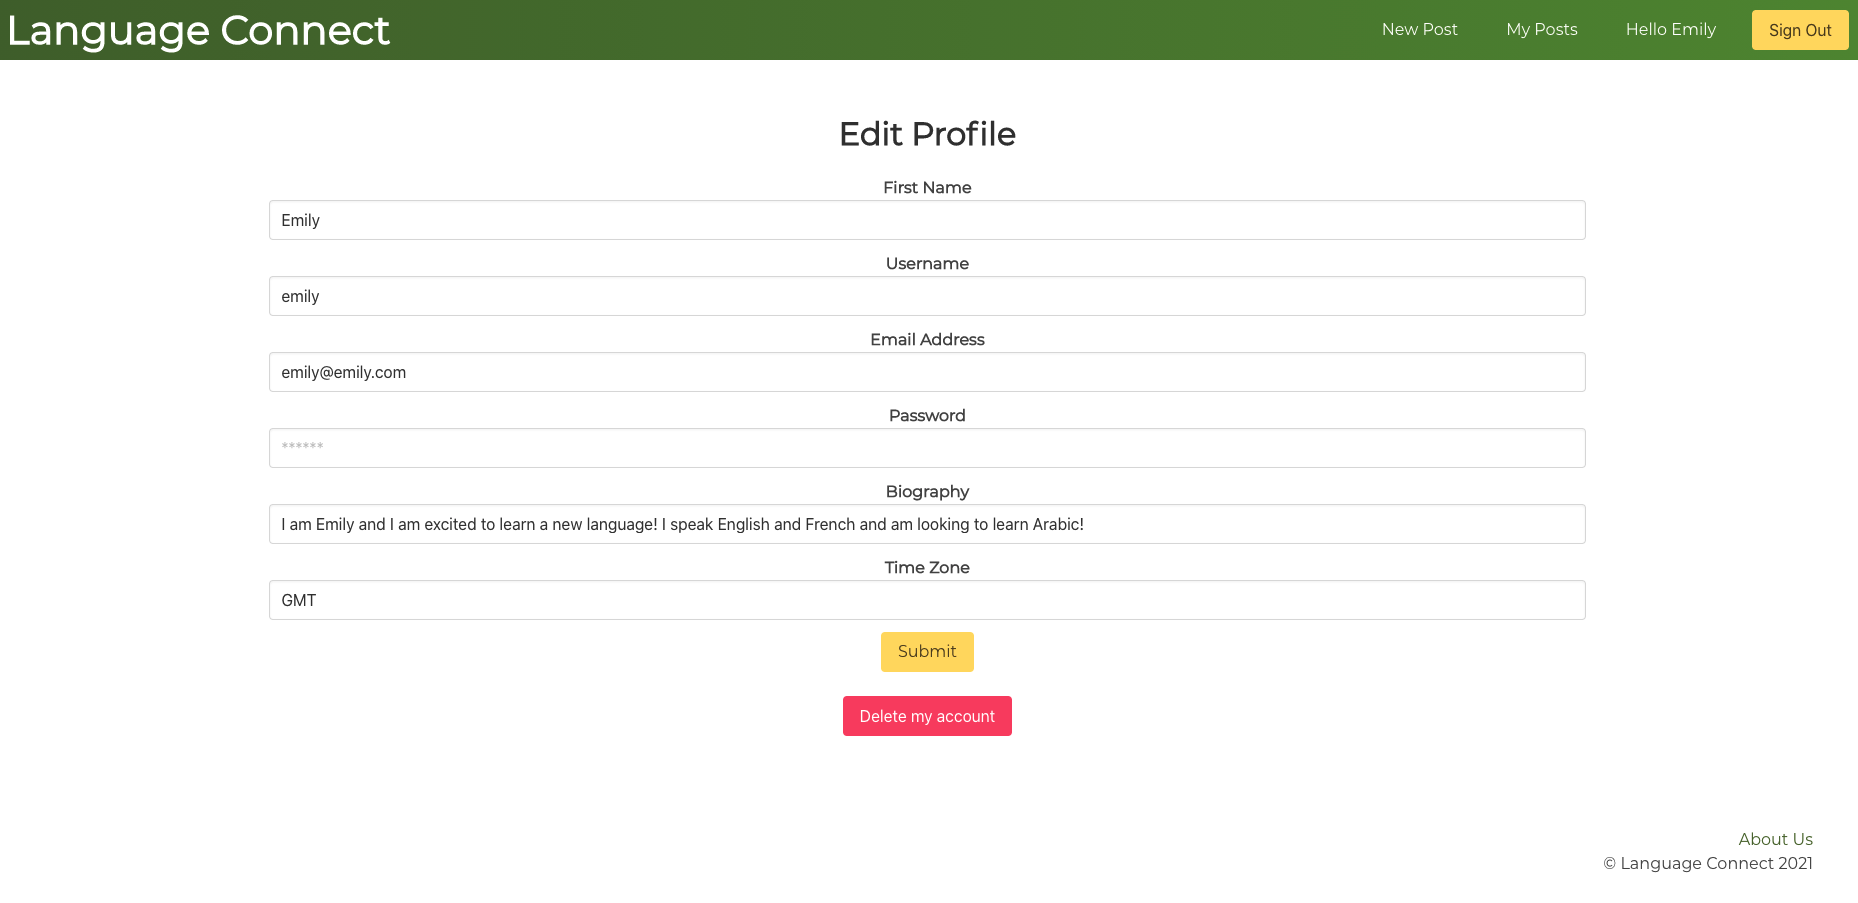 Language Connect
New Post
My Posts
Hello Emily
Sign Out
Edit Profile
First Name
Emily
Username
emily
Email Address
emily@emily.com
Password
******
Biography
I am Emily and I am excited to learn a new language! I speak English and French and am looking to learn Arabic!
Time Zone
GMT
Submit
Delete my account
About Us
© Language Connect 2021